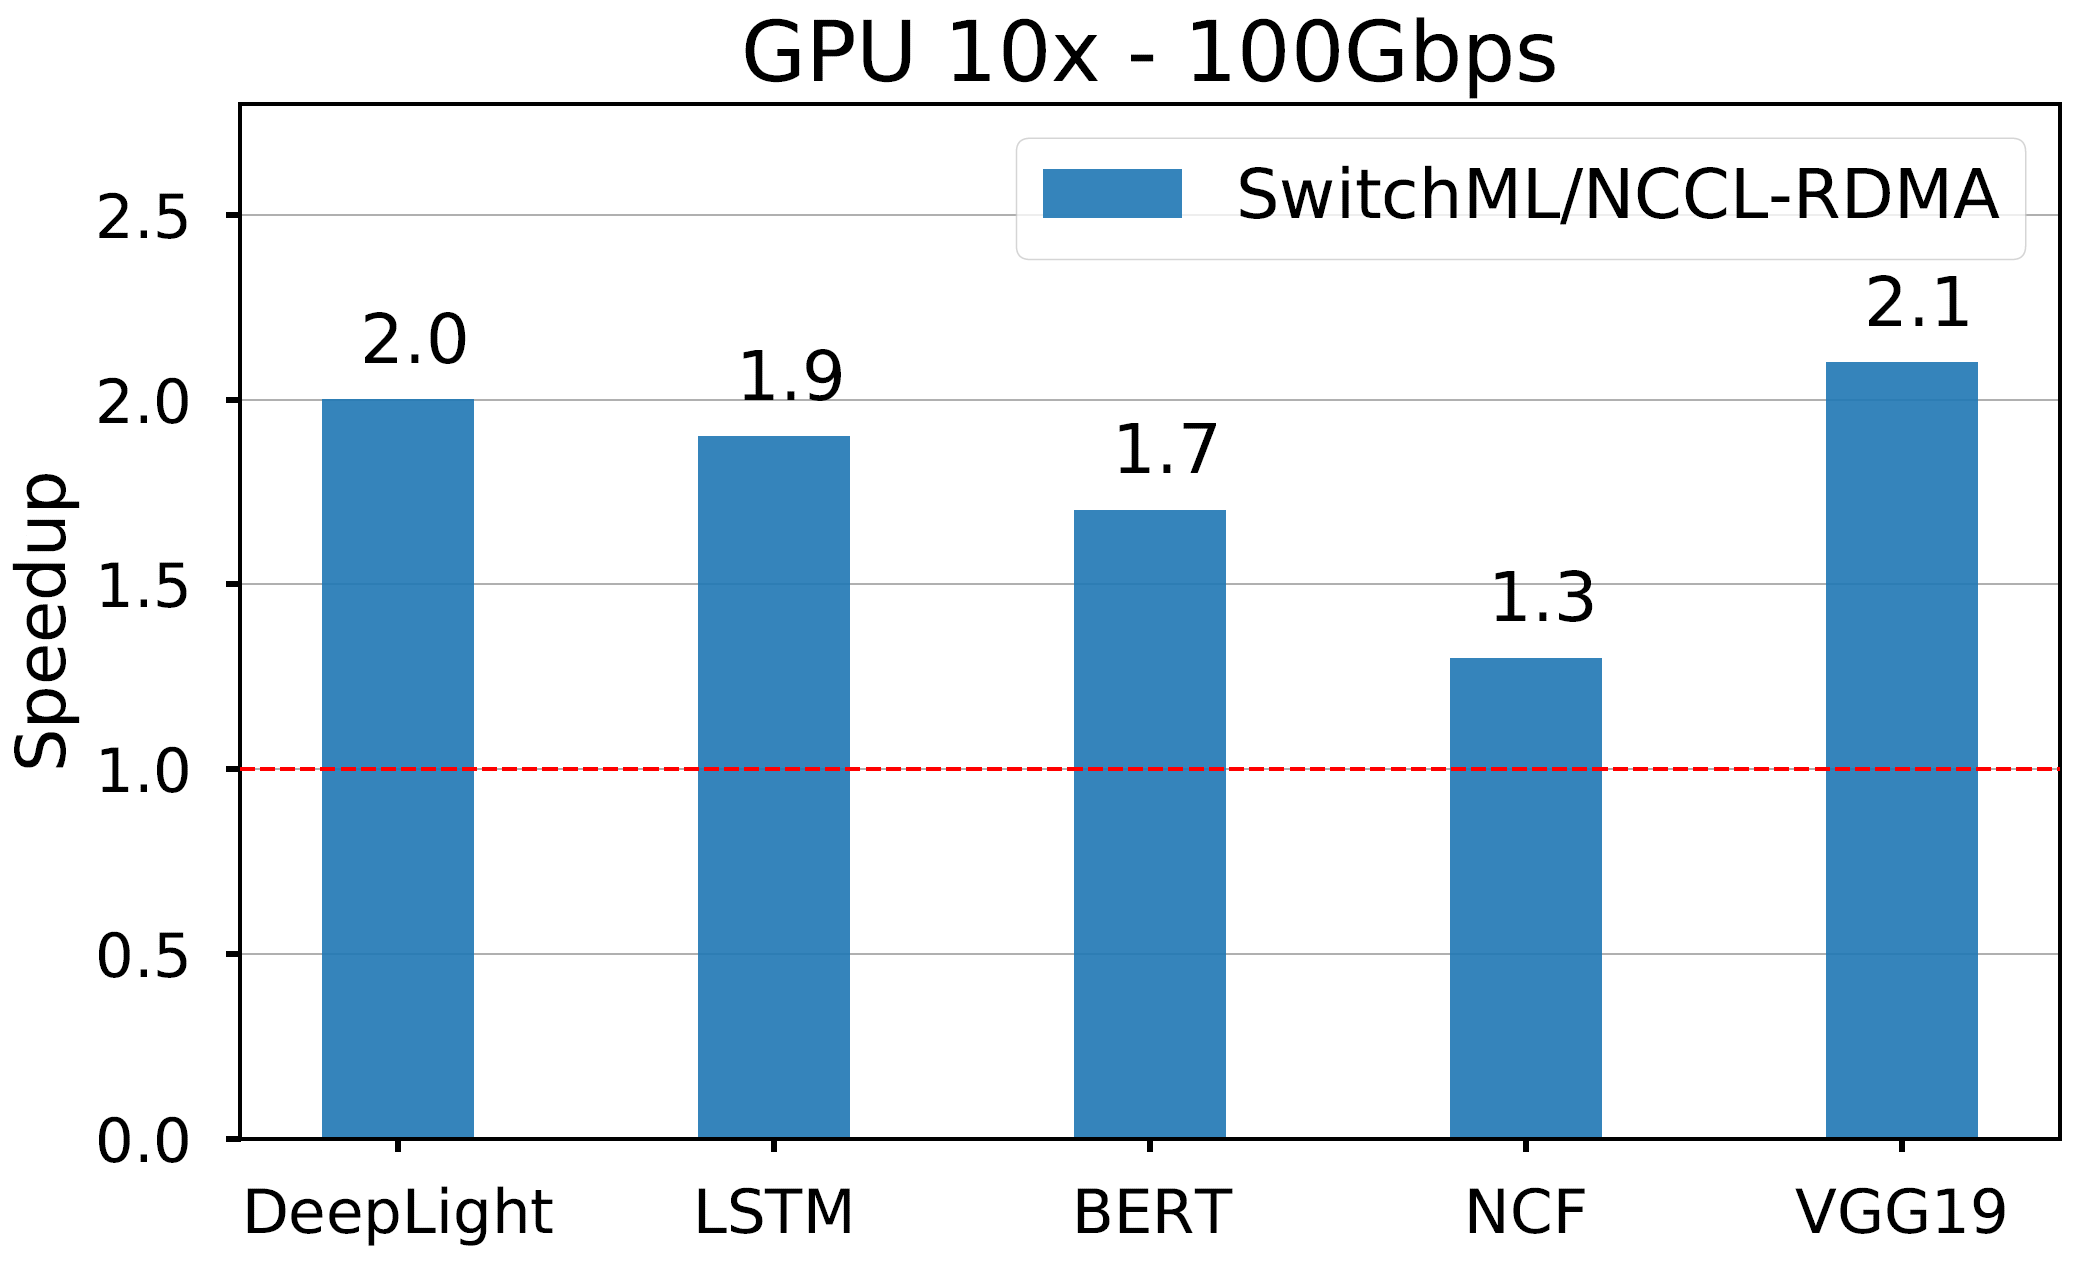 GPU 10x - 100Gbps
SwitchML/NCCL-RDMA
Speedup
2.5
2.0
1.5
1.0
0.5
0.0
2.0
1.9
1.7
1.3
2.1
DeepLight
LSTM
BERT
NCF
VGG19